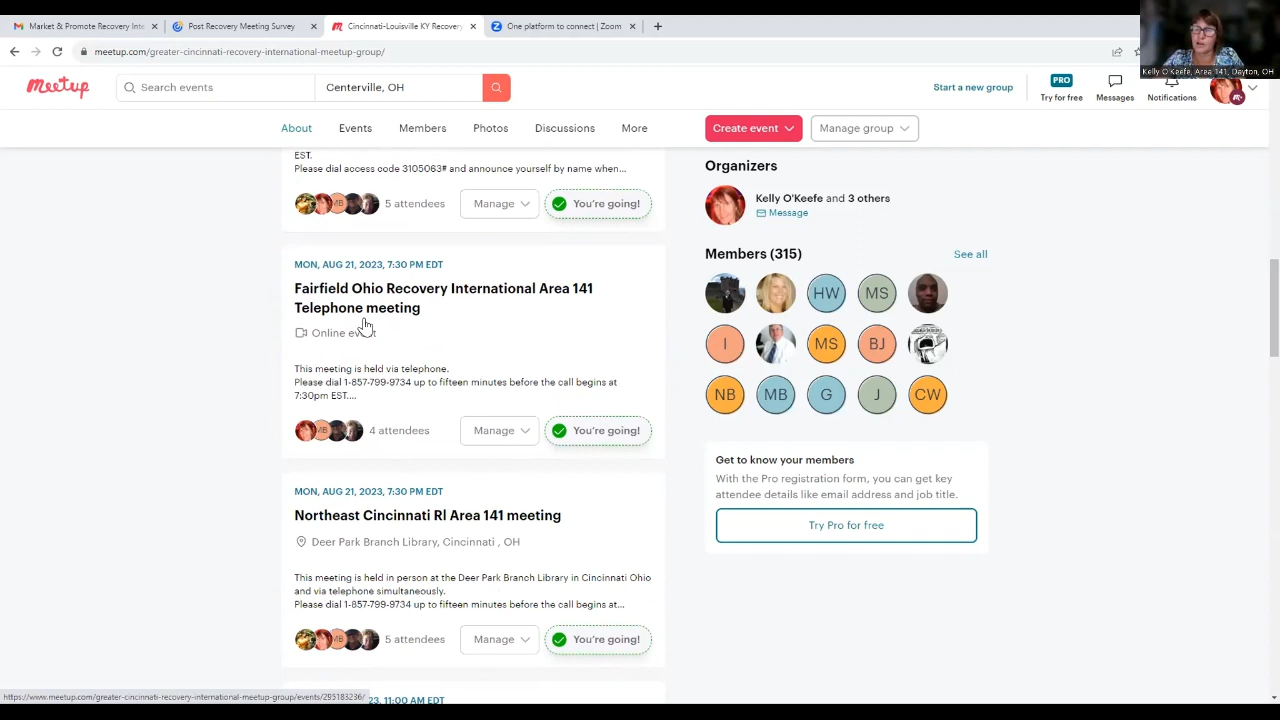 Market & Promote Recovery Inte
Post Recovery Meeting Survey
Cincinnati-Louisville KY Recovery
One platform to connect | Zoom
meetup.com/greater-cincinnati-recovery-international-meetup-group/
Kelly O'Keefe, Area 141, Dayton, OH
meetup
Search events
Centerville, OH
Start a new group
PRO
Try for free
Messages
Notifications
About
Events
Members
Photos
Discussions
More
Create event
Manage group
EST.
Please dial access code 3105063# and announce yourself by name when...
MB
5 attendees
Manage
You're going!
MON, AUG 21, 2023, 7:30 PM EDT
Fairfield Ohio Recovery International Area 141
Telephone meeting
Online event
This meeting is held via telephone.
Please dial 1-857-799-9734 up to fifteen minutes before the call begins at
7:30pm EST....
MB
4 attendees
Manage
You're going!
MON, AUG 21, 2023, 7:30 PM EDT
Northeast Cincinnati RI Area 141 meeting
Deer Park Branch Library, Cincinnati , OH
This meeting is held in person at the Deer Park Branch Library in Cincinnati Ohio
and via telephone simultaneously.
Please dial 1-857-799-9734 up to fifteen minutes before the call begins at...
MB
5 attendees
Manage
You're going!
https://www.meetup.com/greater-cincinnati-recovery-international-meetup-group/events/295183236/
23, 11:00 AM EDT
Organizers
Kelly O'Keefe and 3 others
Message
Members (315)
See all
HW
MS
I
MS
BJ
NB
MB
G
J
CW
Get to know your members
With the Pro registration form, you can get key
attendee details like email address and job title.
Try Pro for free